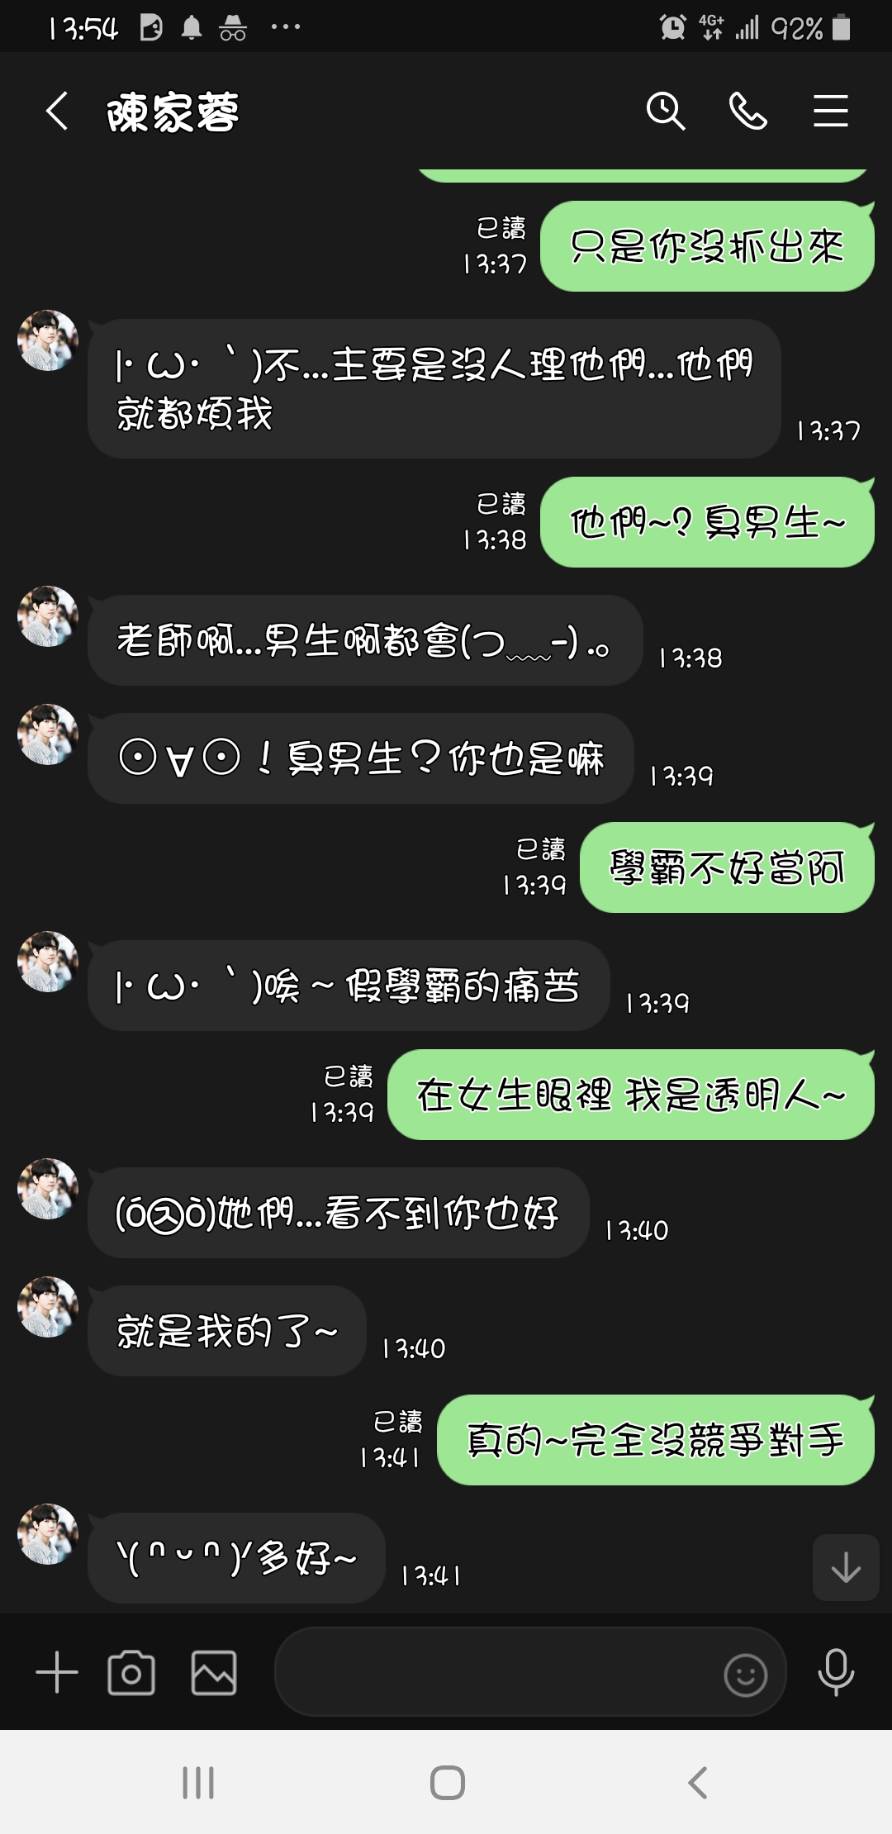 13:54
4G+
92%
陳家蓉
已讀
13:37
只是你沒抓出來
|· ω· ｀)不...主要是沒人理他們...他們
就都煩我
13:37
已讀
13:38
他們~? 臭男生~
老師啊...男生啊都會(つ﹏-) .。
13:38
⊙∀⊙！臭男生？你也是嘛
13:39
已讀
13:39
學霸不好當阿
|· ω· ｀)唉～假學霸的痛苦
13:39
已讀
13:39
在女生眼裡 我是透明人~
(ó㉨ò)她們...看不到你也好
13:40
就是我的了~
13:40
已讀
13:41
真的~完全沒競爭對手
‵(ᐢᵕᐢ)′多好~
13:41